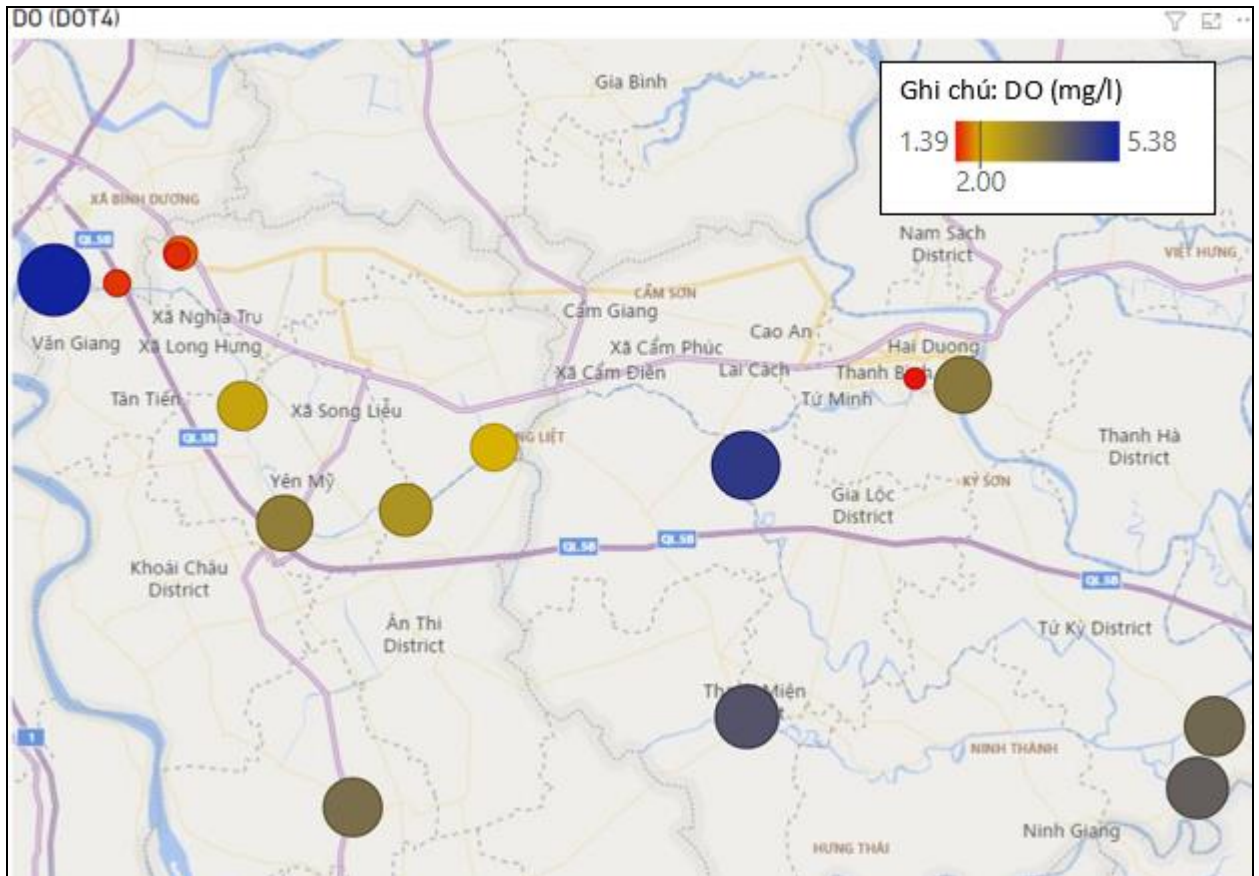 DO (DOT4)
Gia Bình
Ghi chú: DO (mg/l)
1.39
5.38
2.00
XÃ BÌNH DƯƠNG
QL.5B
Nam Sách
District
VIỆT HƯNG
CẨM SƠN
Cẩm Giang
Xã Nghĩa Trụ
Văn Giang
Xã Long Hưng
Cao An
Xã Cẩm Phúc
Hai Duong
Xã Cẩm Điền
Lai Cách
Thanh
Tân Tiến
Xã Song Liễu
Tứ Minh
QL.5B
NG LIỆT
Thanh Hà
District
Yên Mỹ
KỲ SƠN
Gia Lộc
District
QL.5B
QL.5B
Khoái Châu
District
QL.5B
Ân Thi
District
Tứ Kỳ District
Miện
1
NINH THÀNH
Ninh Giang
HƯNG THÁI